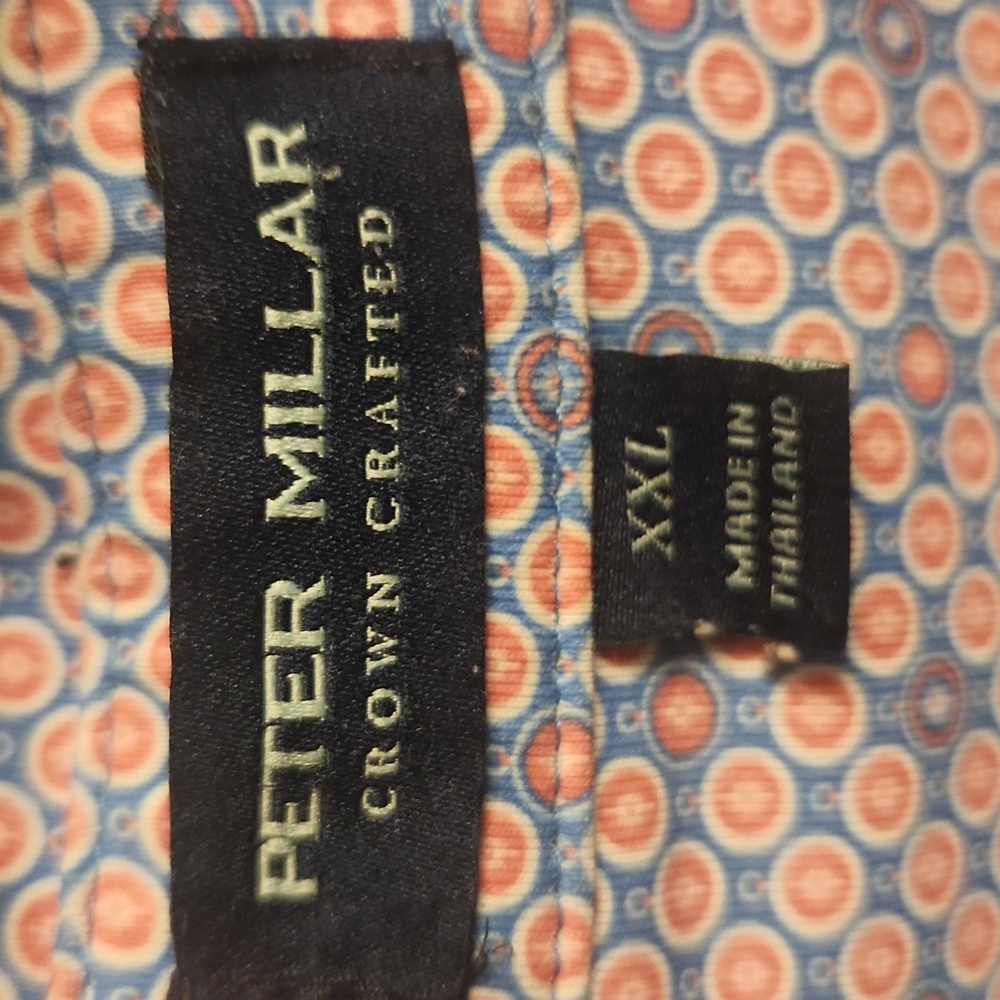 PETER MILLAR
CROWN CRAFTED
XXL
MADE IN
THAILAND